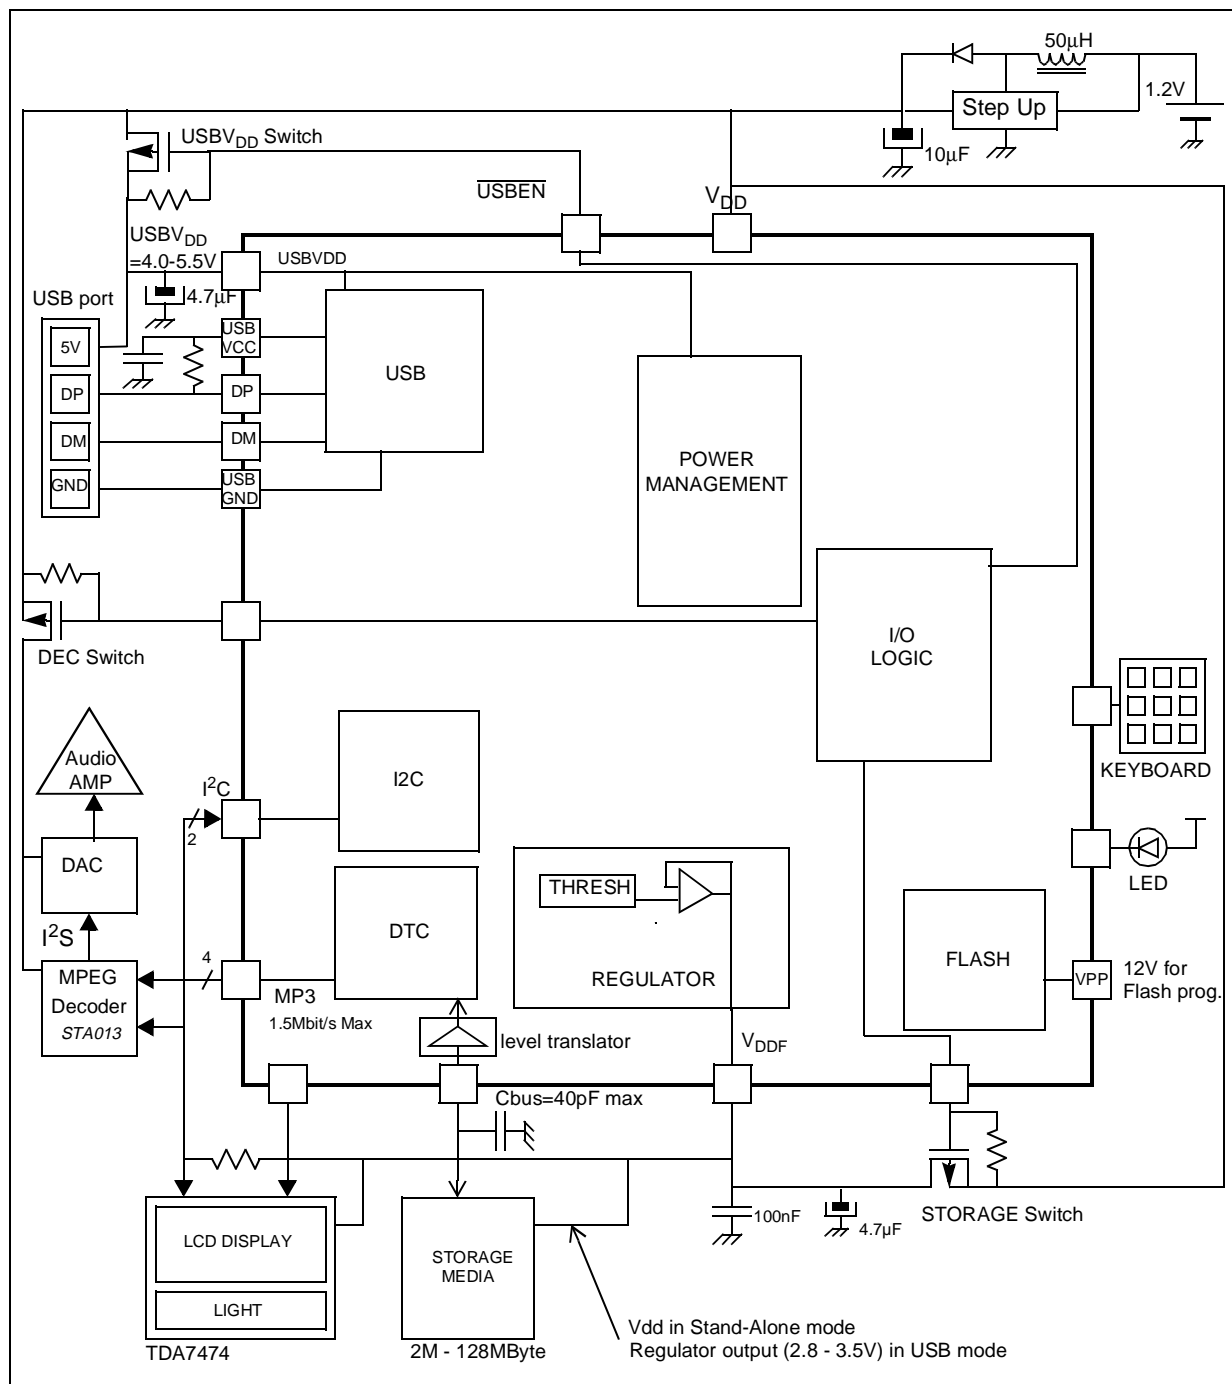 50µH
1.2V
Step Up
10µF
USBVDD Switch
USBEN
VDD
USBVDD
=4.0-5.5V
USBVDD
4.7µF
USB port
5V
DP
DM
GND
USB
VCC
DP
DM
USB
GND
USB
POWER
MANAGEMENT
I/O
LOGIC
DEC Switch
KEYBOARD
Audio
AMP
I2C
2
I2C
DAC
I2S
LED
DTC
THRESH
REGULATOR
FLASH
VPP
12V for
Flash prog.
MPEG
Decoder
STA013
4
MP3
1.5Mbit/s Max
level translator
VDDF
Cbus=40pF max
100nF
4.7µF
STORAGE Switch
LCD DISPLAY
LIGHT
TDA7474
STORAGE
MEDIA
2M - 128MByte
Vdd in Stand-Alone mode
Regulator output (2.8 - 3.5V) in USB mode